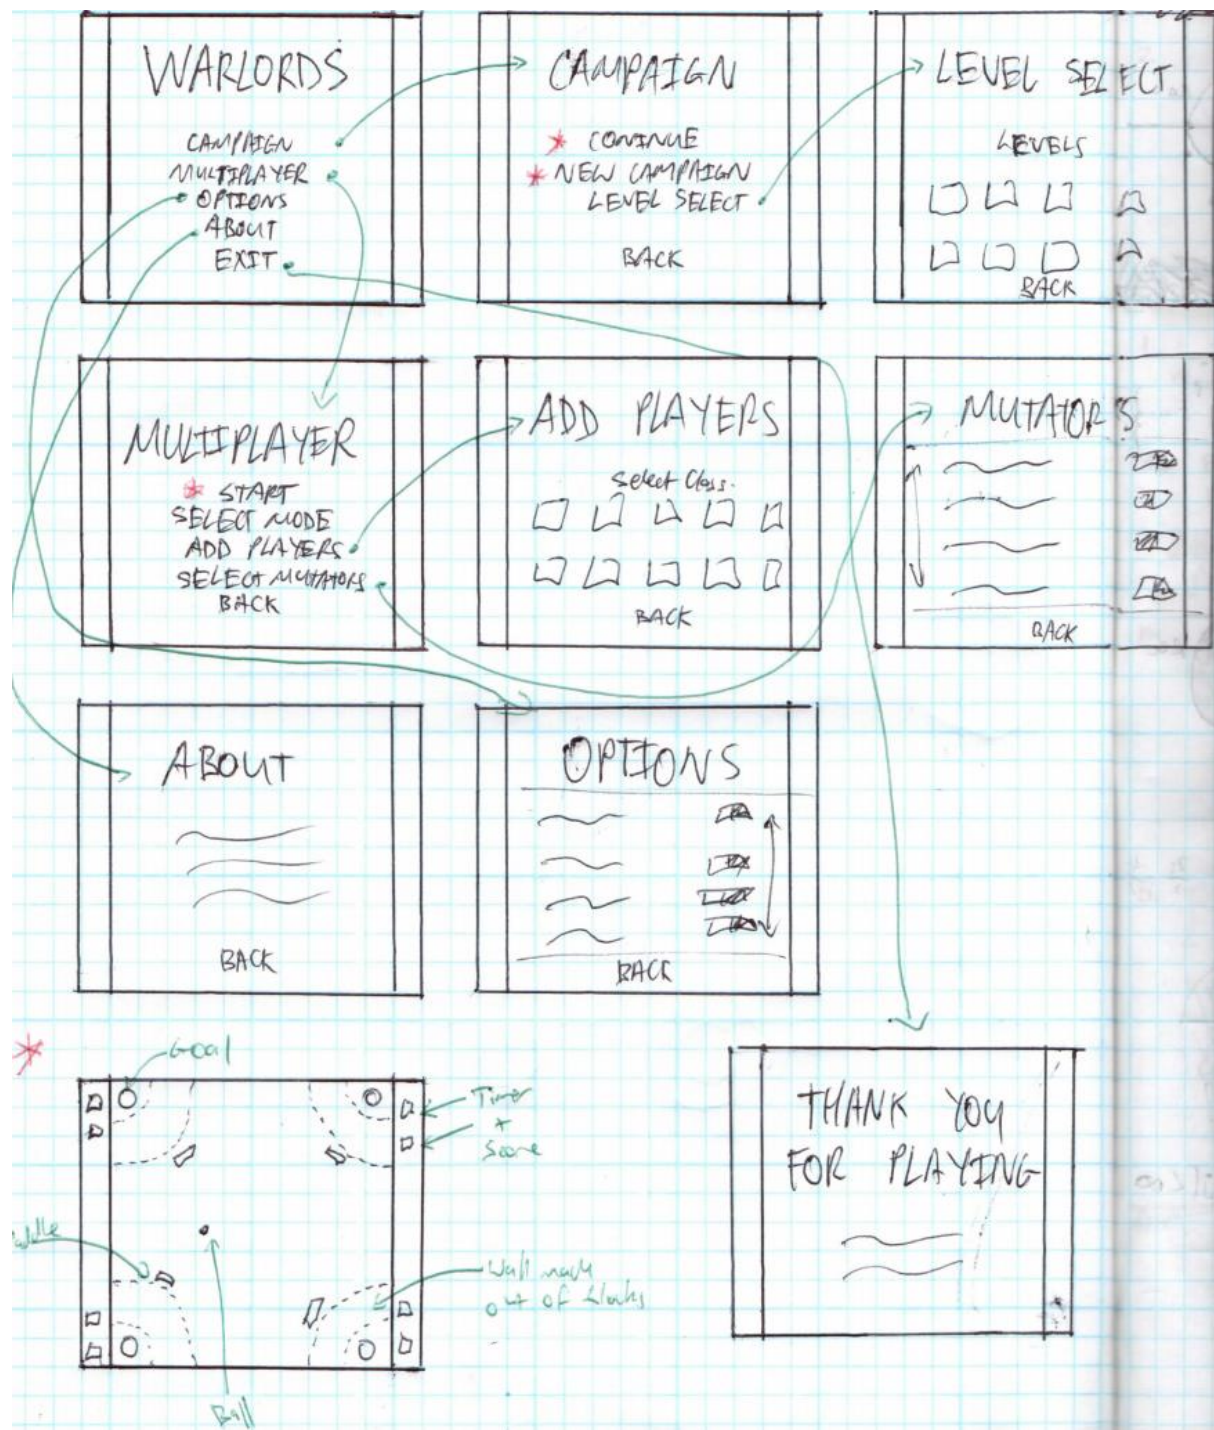 WARLORDS
CAMPAIGN
MULTIPLAYER
OPTIONS
ABOUT
EXIT
CAMPAIGN
* CONTINUE
* NEW CAMPAIGN
LEVEL SELECT
BACK
LEVEL SELECT
LEVELS
BACK
MULTIPLAYER
* START
SELECT MODE
ADD PLAYERS
SELECT MUTATORS
BACK
ADD PLAYERS
Select Class.
BACK
MUTATORS
BACK
ABOUT
BACK
OPTIONS
BACK
*
Goal
Timer
+
Score
Wall made
out of blocks
Ball
THANK YOU
FOR PLAYING